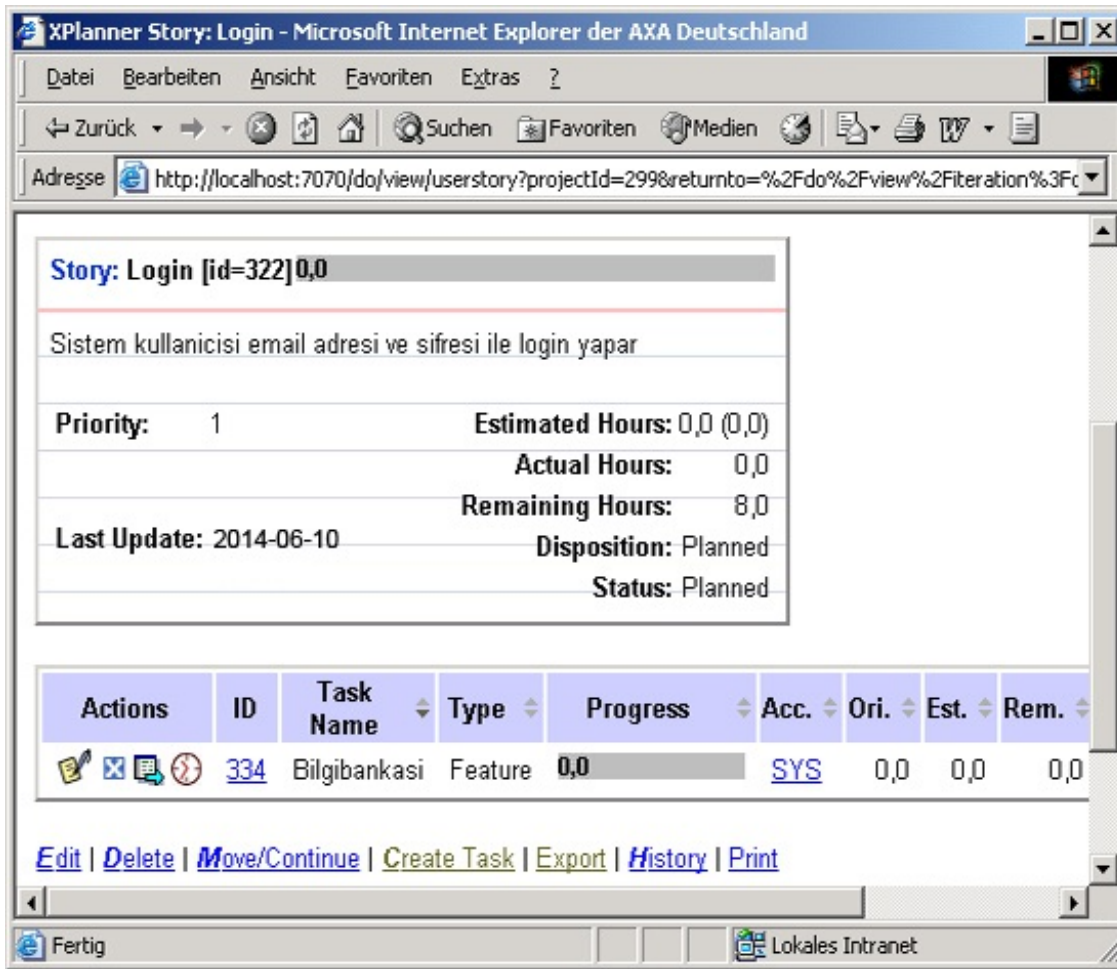 XPlanner Story: Login - Microsoft Internet Explorer der AXA Deutschland
Datei Bearbeiten Ansicht Favoriten Extras ?
Zurück Suchen Favoriten Medien
Adresse http://localhost:7070/do/view/userstory?projectId=299&returnto=%2Fdo%2Fview%2Fiteration%3Fo
Story: Login [id=322] 0,0
Sistem kullanicisi email adresi ve sifresi ile login yapar
Priority: 1 Estimated Hours: 0,0 (0,0)
Actual Hours: 0,0
Remaining Hours: 8,0
Last Update: 2014-06-10 Disposition: Planned
Status: Planned
Actions ID Task Name Type Progress Acc. Ori. Est. Rem.
334 Bilgibankasi Feature 0,0 SYS 0,0 0,0 0,0
Edit | Delete | Move/Continue | Create Task | Export | History | Print
Fertig Lokales Intranet